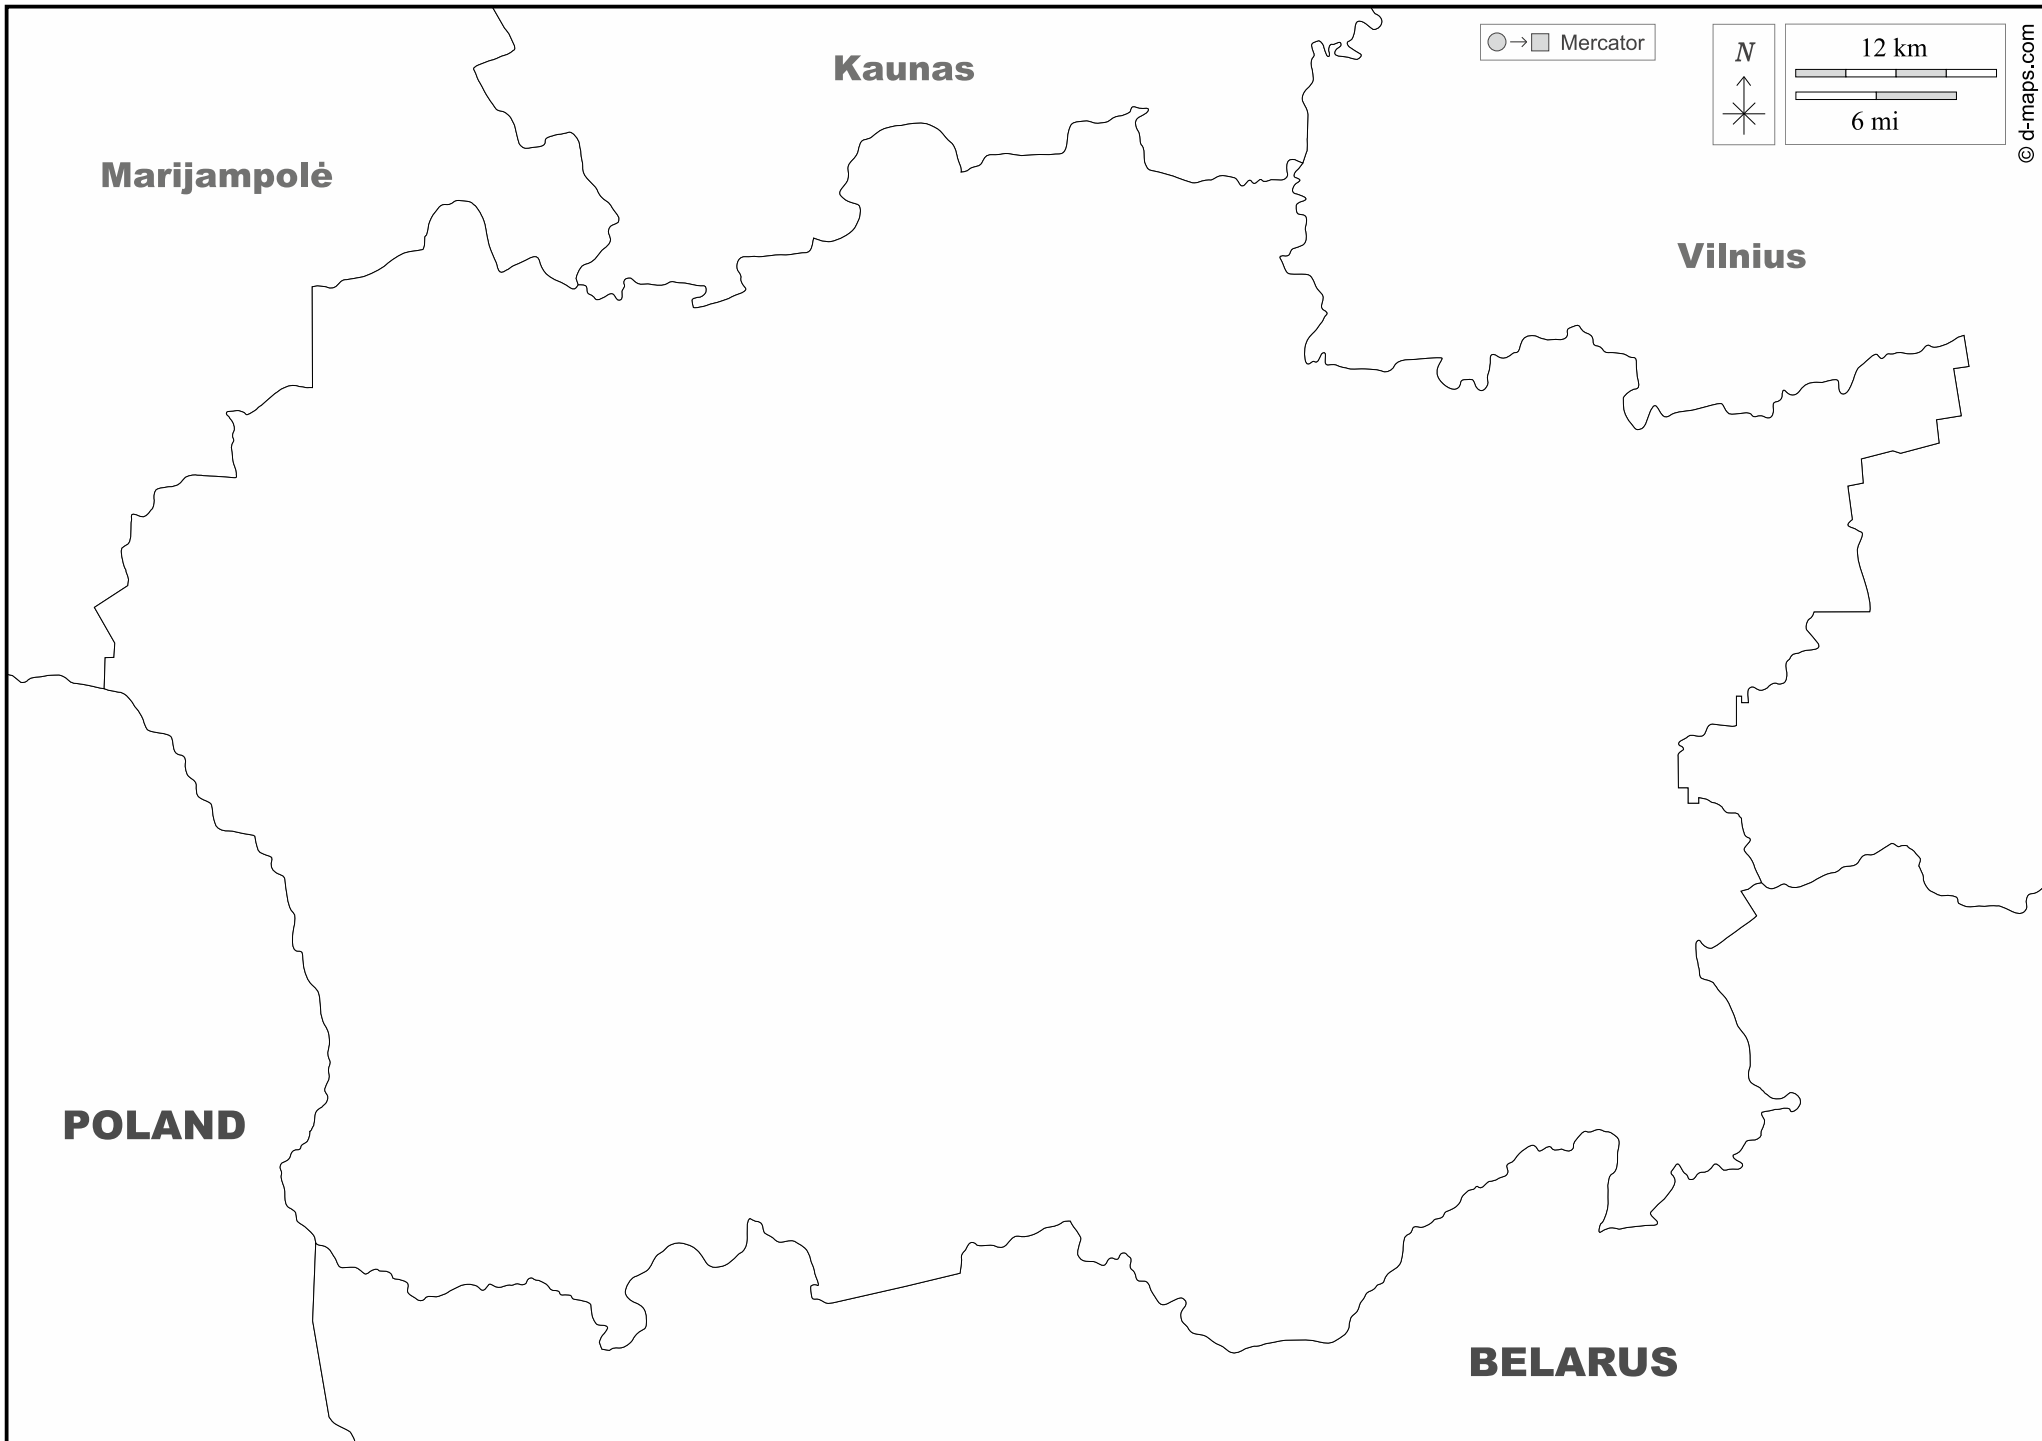 Kaunas
Mercator
N
12 km
6 mi
© d-maps.com
Marijampolė
Vilnius
POLAND
BELARUS